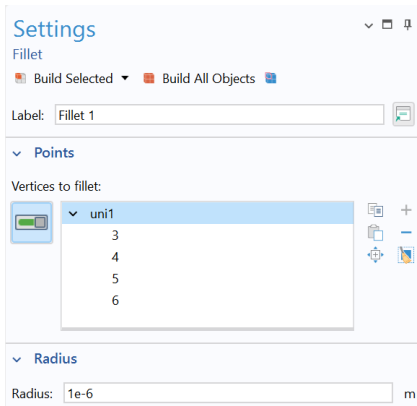 Settings
Fillet
Build Selected Build All Objects
Label: Fillet 1
Points
Vertices to fillet:
uni1
3
4
5
6
Radius
Radius: 1e-6 m